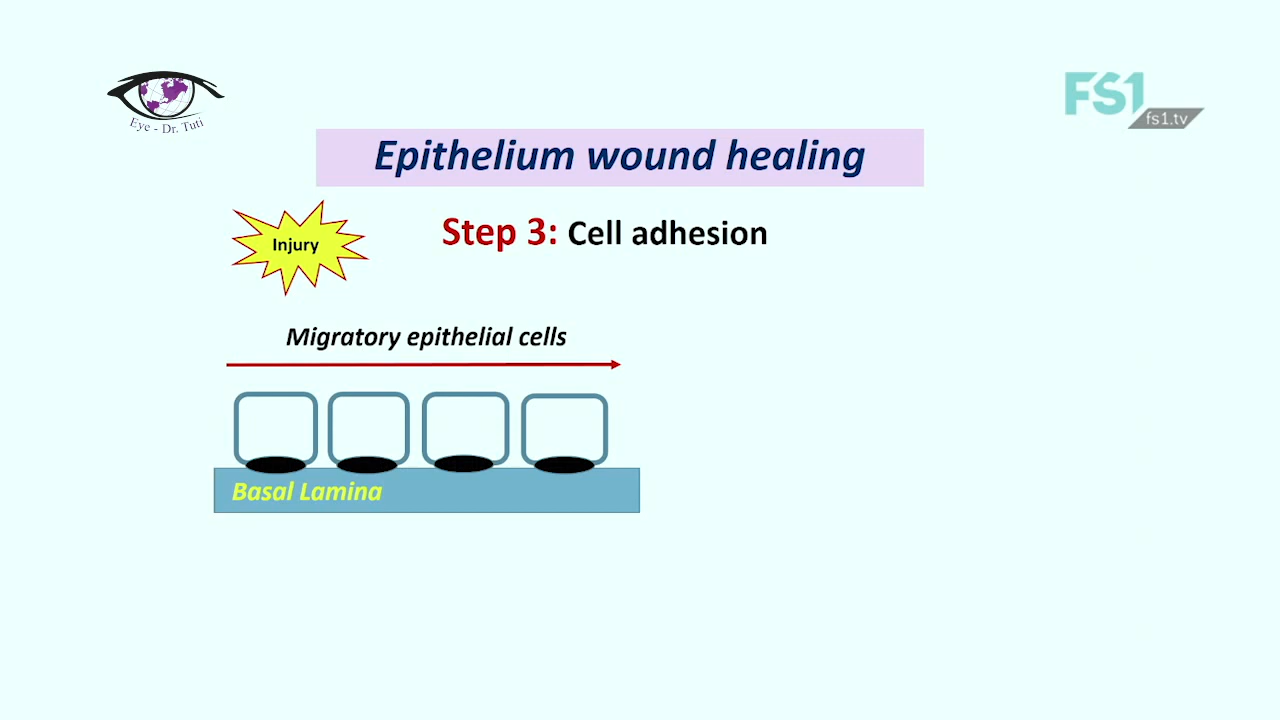 Eye - Dr. Tuti
FS1
fs1.tv
Epithelium wound healing
Injury
Step 3: Cell adhesion
Migratory epithelial cells
Basal Lamina